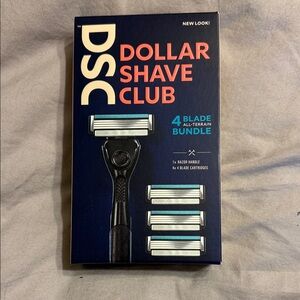 NEW LOOK!
DSC
DOLLAR
SHAVE
CLUB
4 BLADE
ALL-TERRAIN
BUNDLE
1x RAZOR HANDLE
4x 4 BLADE CARTRIDGES